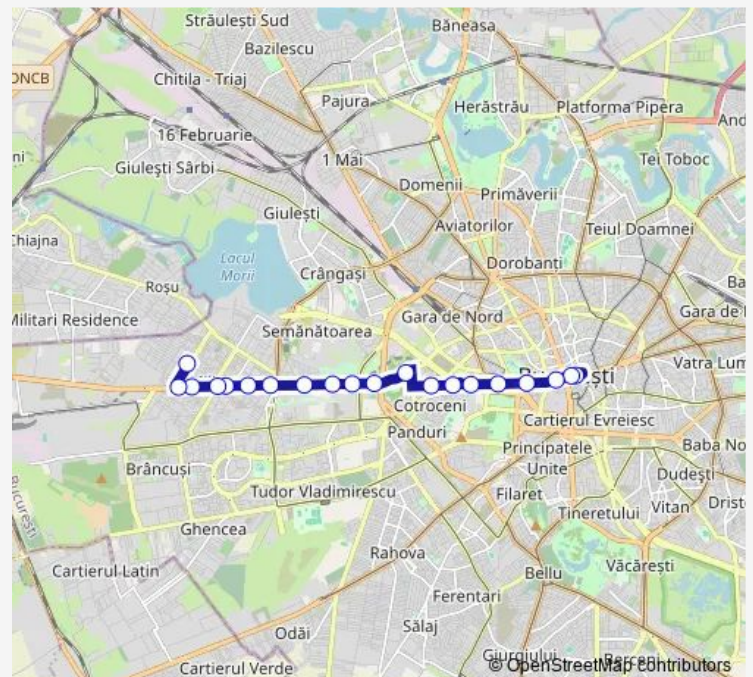 Străulești Sud
Băneasa
Bazilescu
DNCB
Chitila - Triaj
Pajura
Herăstrău
Platforma Pipera
And
16 Februarie
1 Mai
Tei Toboc
Giulești Sârbi
Domenii
Primăverii
Giulești
Aviatorilor
Teiul Doamnei
Chiajna
Lacul
Morii
Crângași
Dorobanți
Roșu
Gara de Nord
Militari Residence
Semănătoarea
Vatra Lum
Cotroceni
Cartierul Evreiesc
Panduri
Principatele
Unite
Baba No
Brâncuși
Dudești
Tudor Vladimirescu
Filaret
Vitan
Drist
Tineretului
București
Ghencea
Rahova
Cartierul Latin
Bellu
Văcărești
Ferentari
Sălaj
Odăi
Giurgiului
Cartierul Verde
© OpenStreetMap contributors